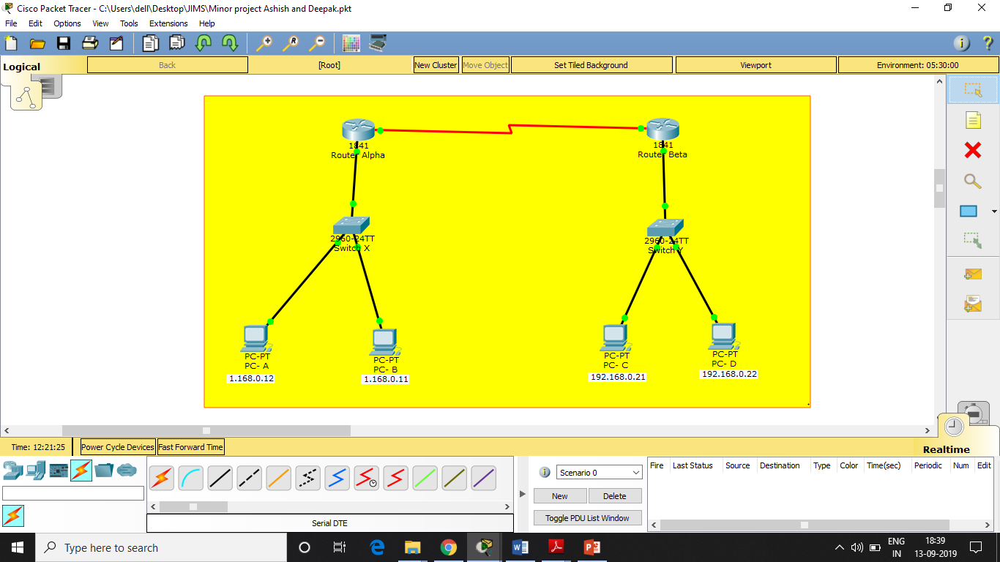 Cisco Packet Tracer - C:\Users\dell\Desktop\JIMS\Minor project Ashish and Deepak.pkt
File Edit Options View Tools Extensions Help
Logical Back [Root] New Cluster Move Object Set Tiled Background Viewport Environment: 05:30:00
1841
Router Alpha
1841
Router Beta
2960-24TT
Switch X
2960-24TT
Switch Y
PC-PT
PC- A
1.168.0.12
PC-PT
PC- B
1.168.0.11
PC-PT
PC- C
192.168.0.21
PC-PT
PC- D
192.168.0.22
Time: 12:21:25 Power Cycle Devices Fast Forward Time
Realtime
Scenario 0
New Delete
Toggle PDU List Window
Fire Last Status Source Destination Type Color Time(sec) Periodic Num Edit
Serial DTE
Type here to search
ENG
IN
18:39
13-09-2019